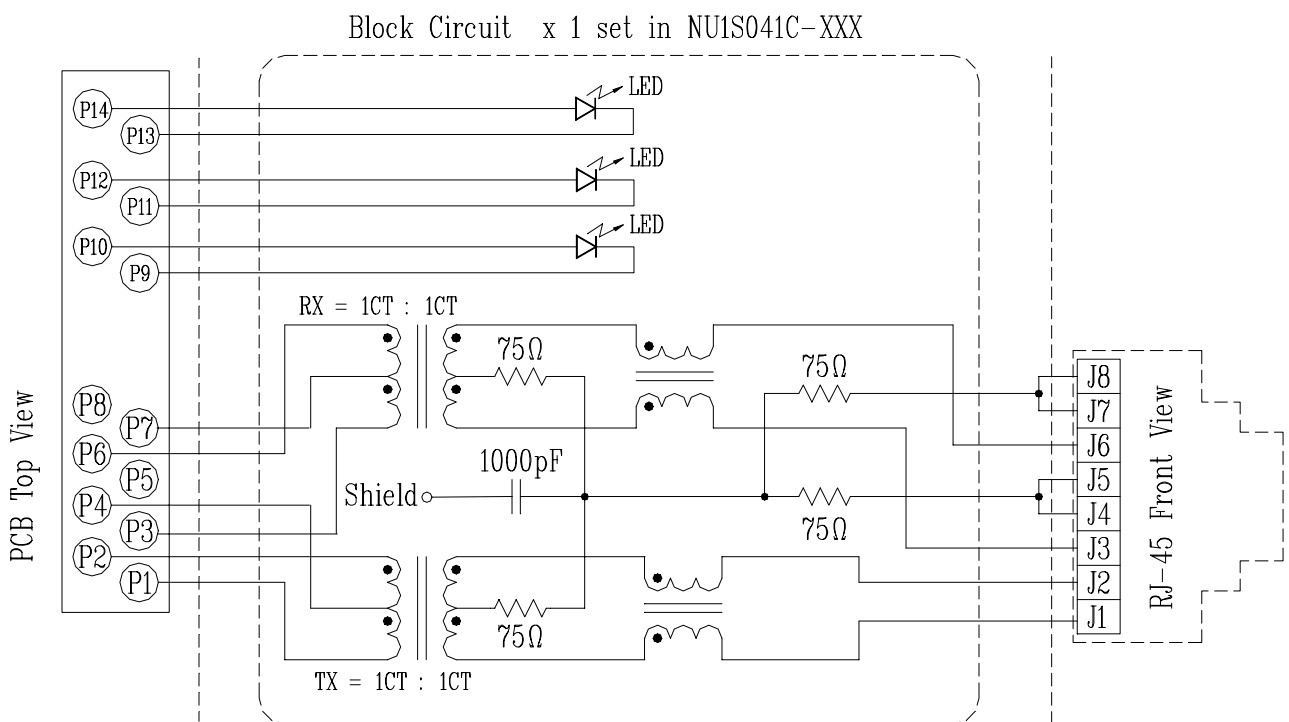 Block Circuit x 1 set in NU1S041C-XXX
LED
P14
P13
LED
P12
P11
LED
P10
P9
RX = 1CT : 1CT
75Ω
75Ω
J8
J7
J6
J5
J4
J3
J2
J1
P8
P7
P6
P5
P4
P3
P2
P1
1000pF
Shield
75Ω
75Ω
TX = 1CT : 1CT
PCB Top View
RJ-45 Front View